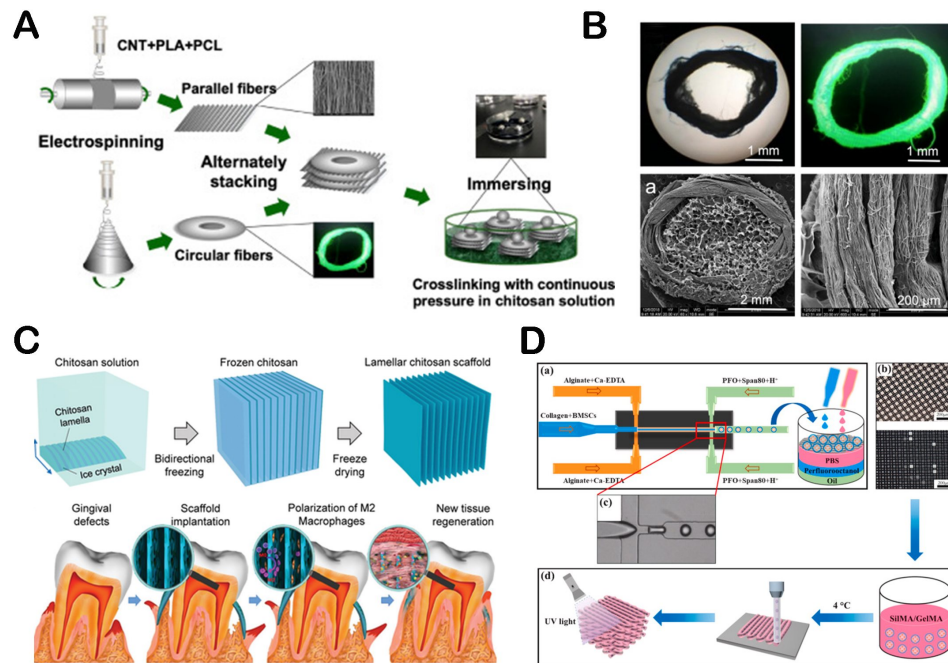 A
CNT+PLA+PCL
Parallel fibers
Electrospinning
Alternately
stacking
Immersing
Circular fibers
Crosslinking with continuous
pressure in chitosan solution
B
1 mm
1 mm
a
2 mm
200 μm
C
Chitosan solution
Frozen chitosan
Lamellar chitosan scaffold
Chitosan
lamella
Ice crystal
Bidirectional
freezing
Freeze
drying
Gingival
defects
Scaffold
implantation
Polarization of M2
Macrophages
New tissue
regeneration
D
(a)
Alginate+Ca-EDTA
PFO+Span80+H⁺
Collagen+BMSCs
Alginate+Ca-EDTA
PFO+Span80+H⁺
PBS
Perfluorooctanol
Oil
(b)
(c)
(d)
UV light
4 °C
SilMA/GelMA